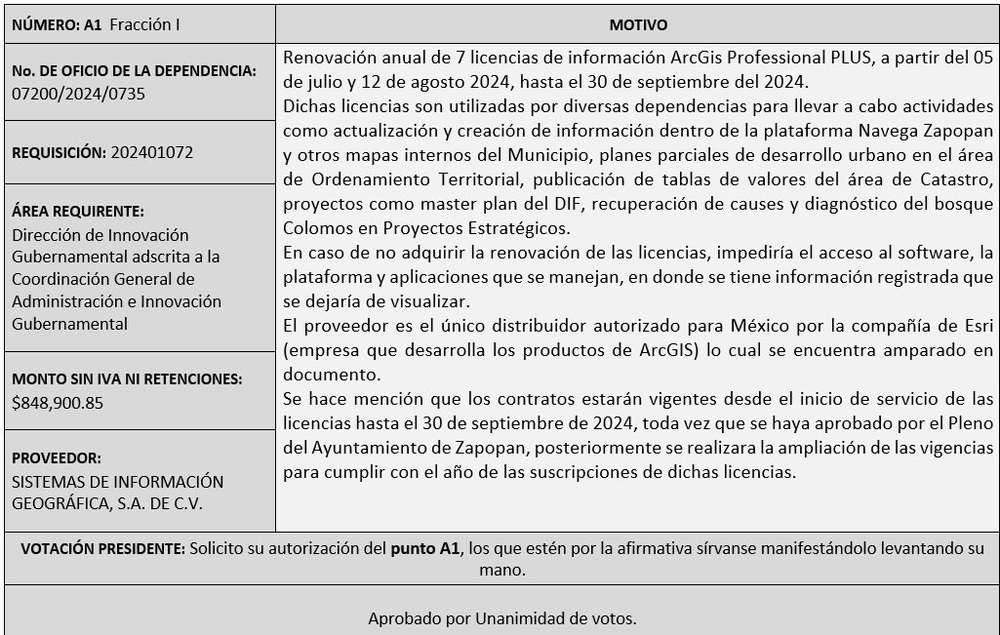 NÚMERO: A1 Fracción I
MOTIVO
No. DE OFICIO DE LA DEPENDENCIA:
07200/2024/0735
REQUISICIÓN: 202401072
ÁREA REQUIRENTE:
Dirección de Innovación
Gubernamental adscrita a la
Coordinación General de
Administración e Innovación
Gubernamental
MONTO SIN IVA NI RETENCIONES:
$848,900.85
PROVEEDOR:
SISTEMAS DE INFORMACIÓN
GEOGRÁFICA, S.A. DE C.V.
Renovación anual de 7 licencias de información ArcGis Professional PLUS, a partir del 05
de julio y 12 de agosto 2024, hasta el 30 de septiembre del 2024.
Dichas licencias son utilizadas por diversas dependencias para llevar a cabo actividades
como actualización y creación de información dentro de la plataforma Navega Zapopan
y otros mapas internos del Municipio, planes parciales de desarrollo urbano en el área
de Ordenamiento Territorial, publicación de tablas de valores del área de Catastro,
proyectos como master plan del DIF, recuperación de causes y diagnóstico del bosque
Colomos en Proyectos Estratégicos.
En caso de no adquirir la renovación de las licencias, impediría el acceso al software, la
plataforma y aplicaciones que se manejan, en donde se tiene información registrada que
se dejaría de visualizar.
El proveedor es el único distribuidor autorizado para México por la compañía de Esri
(empresa que desarrolla los productos de ArcGIS) lo cual se encuentra amparado en
documento.
Se hace mención que los contratos estarán vigentes desde el inicio de servicio de las
licencias hasta el 30 de septiembre de 2024, toda vez que se haya aprobado por el Pleno
del Ayuntamiento de Zapopan, posteriormente se realizara la ampliación de las vigencias
para cumplir con el año de las suscripciones de dichas licencias.
VOTACIÓN PRESIDENTE: Solicito su autorización del punto A1, los que estén por la afirmativa sírvanse manifestándolo levantando su
mano.
Aprobado por Unanimidad de votos.